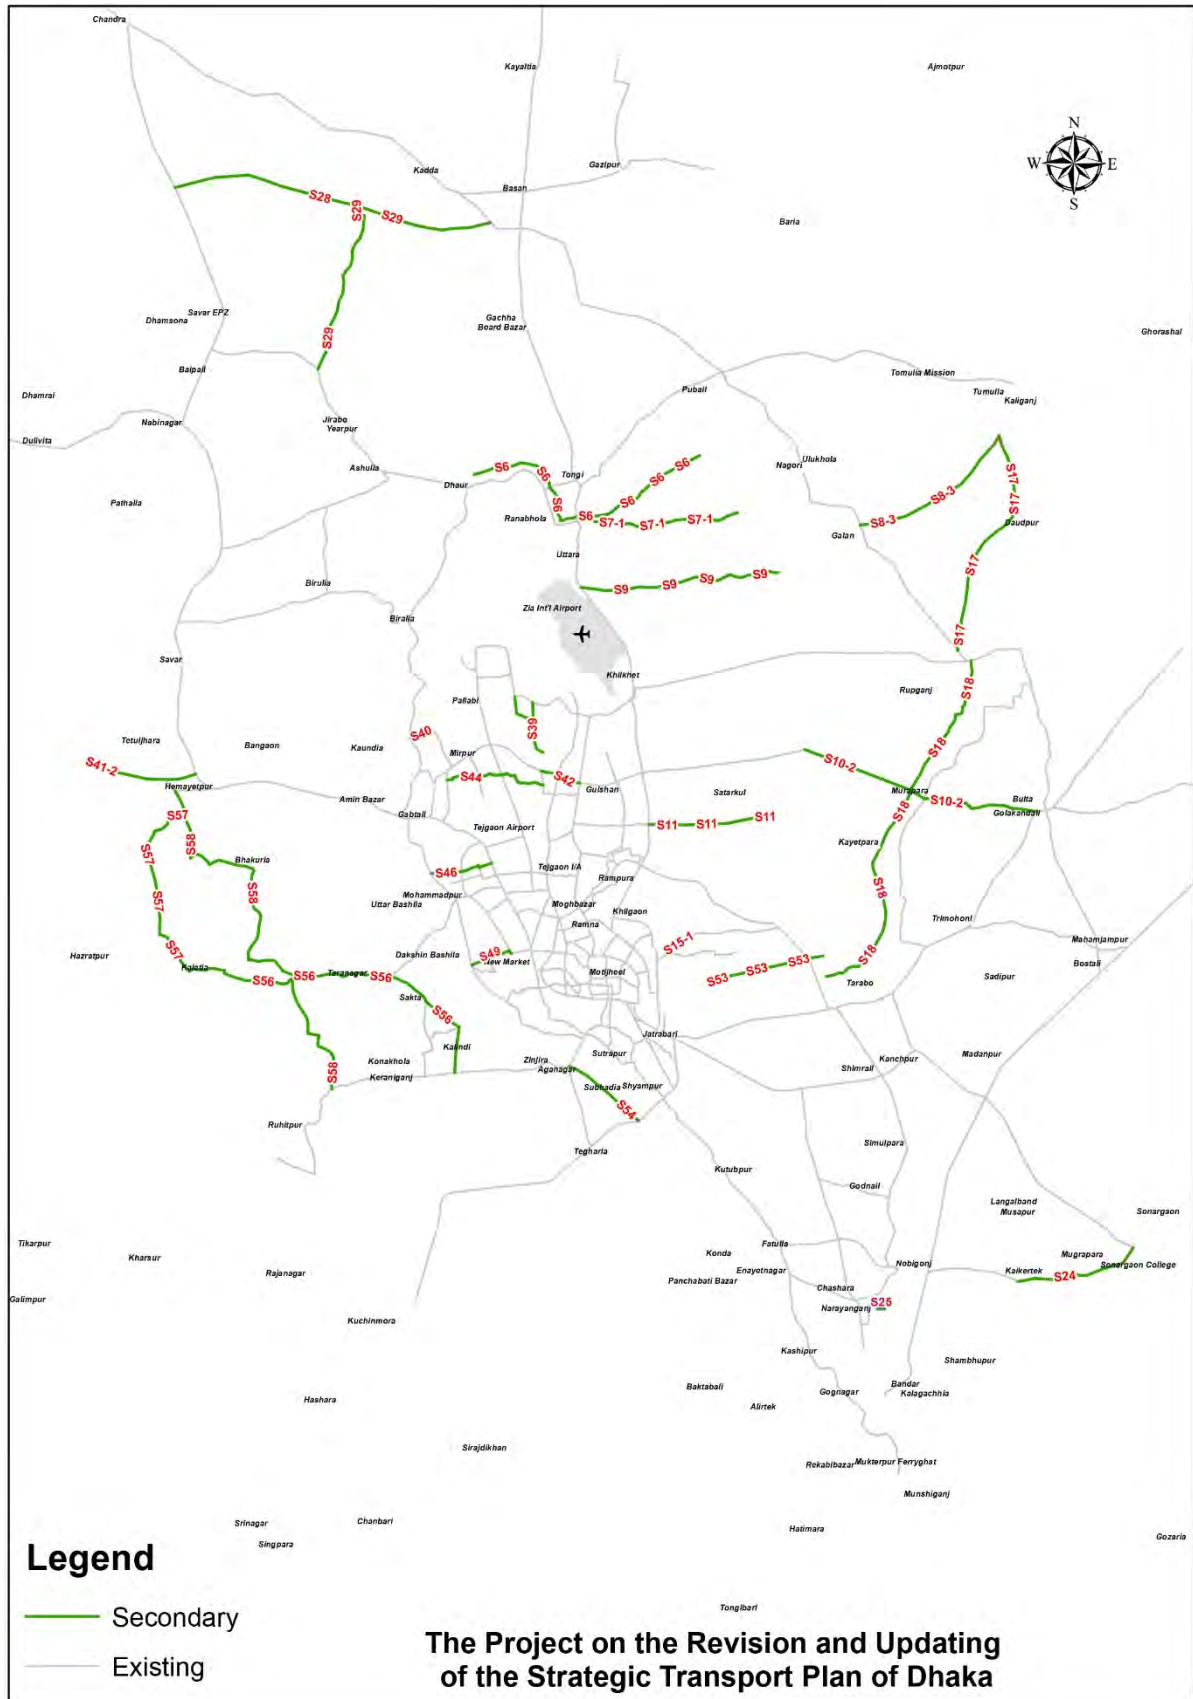 Chandra
Kayaltia
Ajmotpur
N
W E
S
Gazipur
Kadda
Basan
S28
S29
S29
Baria
S29
Savar EPZ
Dhamsona
Gachha
Board Bazar
Ghorashal
Baipail
Tomulia Mission
Pubail
Tumulia
Kaliganj
Dhamrai
Nabinagar
Jirabo
Yearpur
Dulivita
Ashulia
Dhaur
S6
S6
Tongi
S6
S6
Nagori
Ulukhola
S17
Pathalia
S6
S6
S6
S8-3
S17
Ranabhola
S7-1
S7-1
S7-1
S8-3
Daudpur
Galan
Uttara
S17
Birulia
S9
S9
S9
S9
Zia Int'l Airport
Biralia
S17
Savar
Khilkhet
Rupganj
S18
Pallabi
S39
S40
Tetuljhara
Bangaon
Kaundia
Mirpur
S18
S41-2
S44
S42
S10-2
Hemayetpur
Gulshan
Satarkul
Murapara
S10-2
Bulta
Amin Bazar
Gabtali
S18
Golakandail
S57
S11
S11
S11
Tejgaon Airport
S58
Kayetpara
S57
Bhakuria
S46
Tejgaon I/A
Rampura
S58
S57
Mohammadpur
Uttar Bashila
Moghbazar
Khilgaon
S18
Ramna
Trimohoni
S57
Hazratpur
Dakshin Bashila
S49
New Market
S15-1
S18
Mahamjampur
Bostali
Kaletia
S56
S56
Taranagar
S56
Motijheel
S53
S53
S53
Tarabo
Sadipur
Sakta
S56
Kalindi
Jatrabari
Konakhola
Zinjira
Sutrapur
Kanchpur
Madanpur
S58
Keraniganj
Aganagar
Shimrail
Subhadia
Shyampur
S54
Ruhitpur
Tegharia
Simulpara
Kutubpur
Godnail
Langalband
Musapur
Sonargaon
Tikarpur
Kharsur
Rajanagar
Konda
Fatulla
Mugrapara
Enayetnagar
Nobigonj
Kaikertek
S24
Sonargaon College
Panchabati Bazar
Chashara
Galimpur
Narayanganj
S25
Kuchinmora
Kashipur
Shambhupur
Baktabali
Gognagar
Bandar
Kalagachhia
Hashara
Alirtek
Sirajdikhan
Rekabibazar
Mukterpur Ferryghat
Munshiganj
Srinagar
Chanbari
Hatimara
Singpara
Gozaria
Legend
Secondary
Existing
Tongibari
The Project on the Revision and Updating
of the Strategic Transport Plan of Dhaka